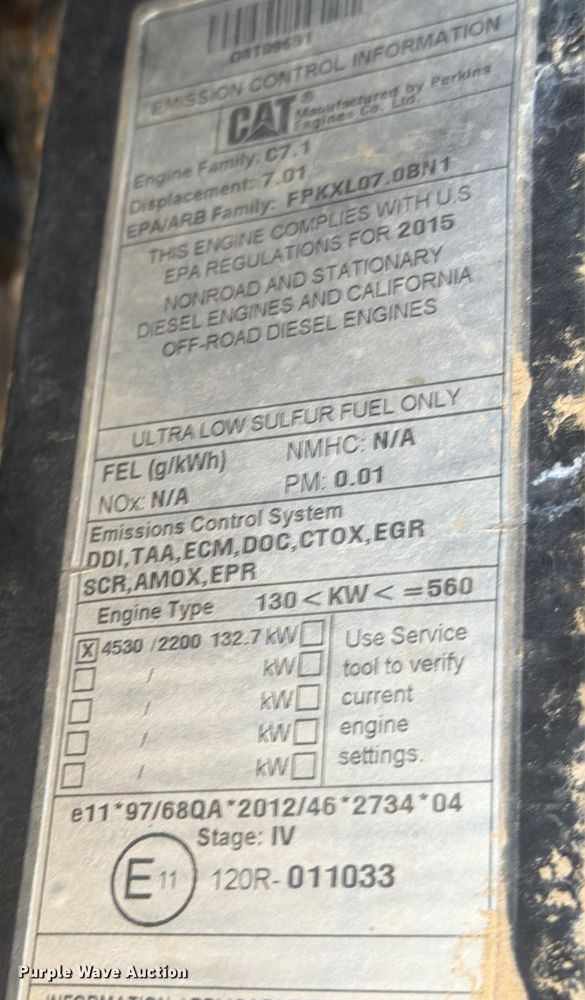 EMISSION CONTROL INFORMATION
CAT® Manufactured by Perkins
Engines Co. Ltd.
Engine Family: C7.1
Displacement: 7.01
EPA/ARB Family: FPKXL07.0BN1
THIS ENGINE COMPLIES WITH U.S
EPA REGULATIONS FOR 2015
NONROAD AND STATIONARY
DIESEL ENGINES AND CALIFORNIA
OFF-ROAD DIESEL ENGINES
ULTRA LOW SULFUR FUEL ONLY
FEL (g/kWh) NMHC: N/A
NOx: N/A PM: 0.01
Emissions Control System
DDI,TAA,ECM,DOC,CTOX,EGR
SCR,AMOX,EPR
Engine Type 130 < KW < =560
X 4530 /2200 132.7 kW
/ kW
/ kW
/ kW
/ kW
Use Service
tool to verify
current
engine
settings.
e11*97/68QA*2012/46*2734*04
Stage: IV
E 11 120R- 011033
Purple Wave Auction